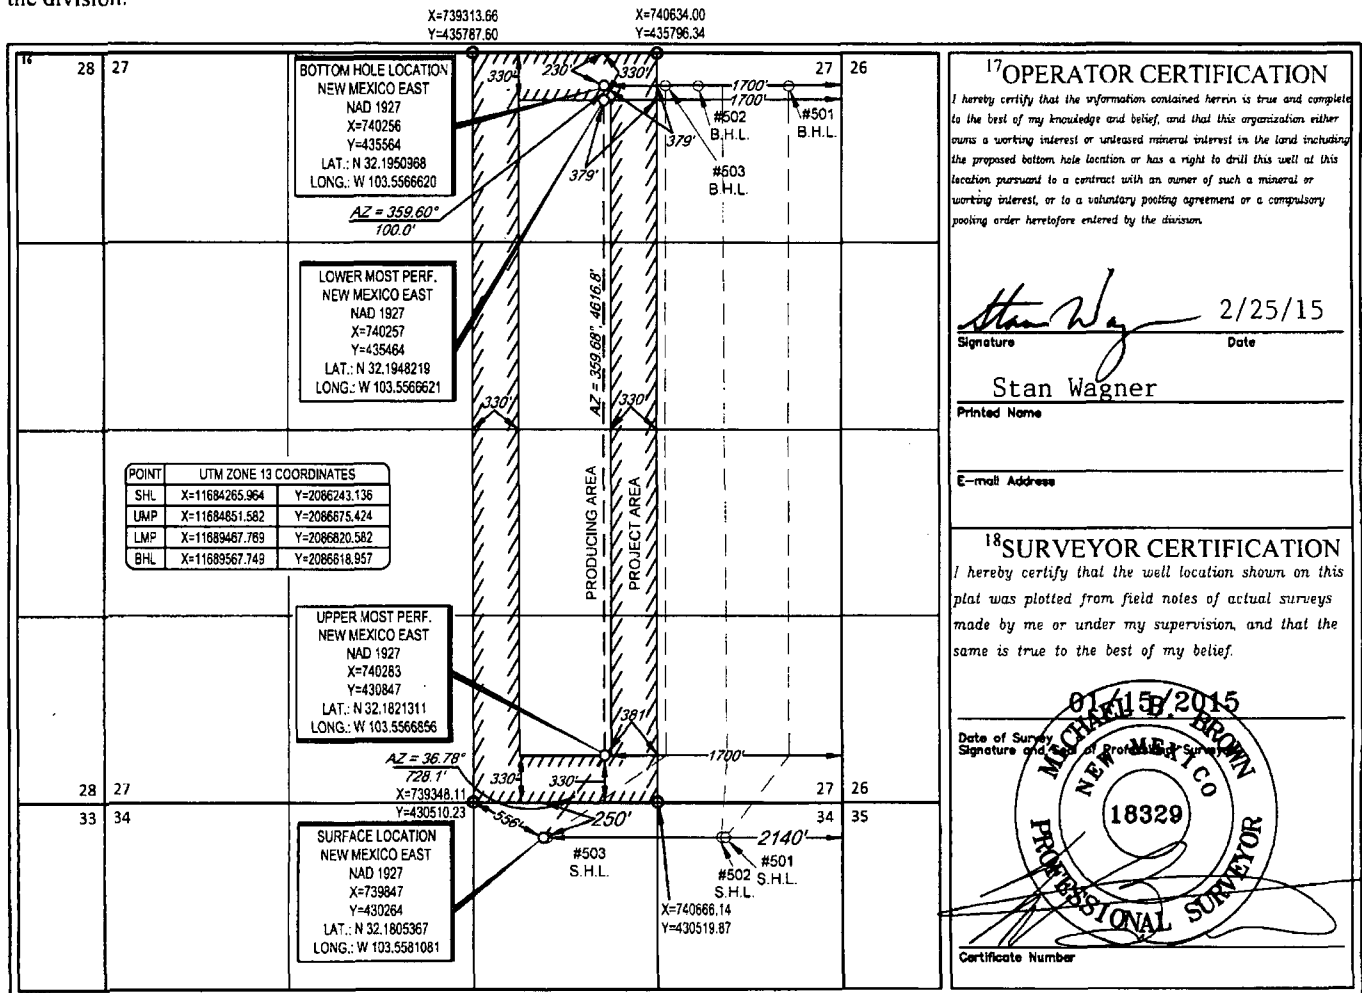 the division.
X=739313.66
Y=435787.60
X=740634.00
Y=435796.34
16
28 27
27 26
330'
230'
330'
1700'
1700'
#502
B.H.L.
#501
B.H.L.
379'
#503
B.H.L.
379'
BOTTOM HOLE LOCATION
NEW MEXICO EAST
NAD 1927
X=740256
Y=435564
LAT.: N 32.1950968
LONG.: W 103.5566620
AZ = 359.60°
100.0'
LOWER MOST PERF.
NEW MEXICO EAST
NAD 1927
X=740257
Y=435464
LAT.: N 32.1948219
LONG.: W 103.5566621
AZ = 359.68°, 4616.8'
330'
330'
POINT UTM ZONE 13 COORDINATES
SHL X=11684265.964 Y=2086243.136
UMP X=11684851.582 Y=2086675.424
LMP X=11689467.769 Y=2086820.582
BHL X=11689567.749 Y=2086618.957
PRODUCING AREA
PROJECT AREA
UPPER MOST PERF.
NEW MEXICO EAST
NAD 1927
X=740283
Y=430847
LAT.: N 32.1821311
LONG.: W 103.5566856
381'
1700'
AZ = 36.78°
728.1'
330'
330'
28 27
27 26
X=739348.11
Y=430510.23
33 34
34 35
556'
250'
2140'
#503
S.H.L.
#502
S.H.L.
#501
S.H.L.
SURFACE LOCATION
NEW MEXICO EAST
NAD 1927
X=739847
Y=430264
LAT.: N 32.1805367
LONG.: W 103.5581081
X=740666.14
Y=430519.87
17 OPERATOR CERTIFICATION
I hereby certify that the information contained herein is true and complete
to the best of my knowledge and belief, and that this organization either
owns a working interest or unleased mineral interest in the land including
the proposed bottom hole location or has a right to drill this well at this
location pursuant to a contract with an owner of such a mineral or
working interest, or to a voluntary pooling agreement or a compulsory
pooling order heretofore entered by the division.
Stan Wag 2/25/15
Signature Date
Stan Wagner
Printed Name
E-mail Address
18 SURVEYOR CERTIFICATION
I hereby certify that the well location shown on this
plat was plotted from field notes of actual surveys
made by me or under my supervision, and that the
same is true to the best of my belief.
01/15/2015
Date of Survey
Signature and Seal of Professional Surveyor
MICHAEL B. BROWN
NEW MEXICO
18329
PROFESSIONAL SURVEYOR
Certificate Number